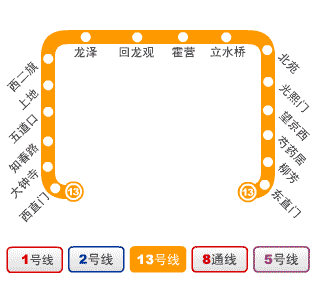 龙泽
回龙观
霍营
立水桥
西二旗
上地
五道口
知春路
大钟寺
西直门
北苑
光熙门
望京西
芍药居
柳芳
东直门
13
13
1号线
2号线
13号线
8通线
5号线